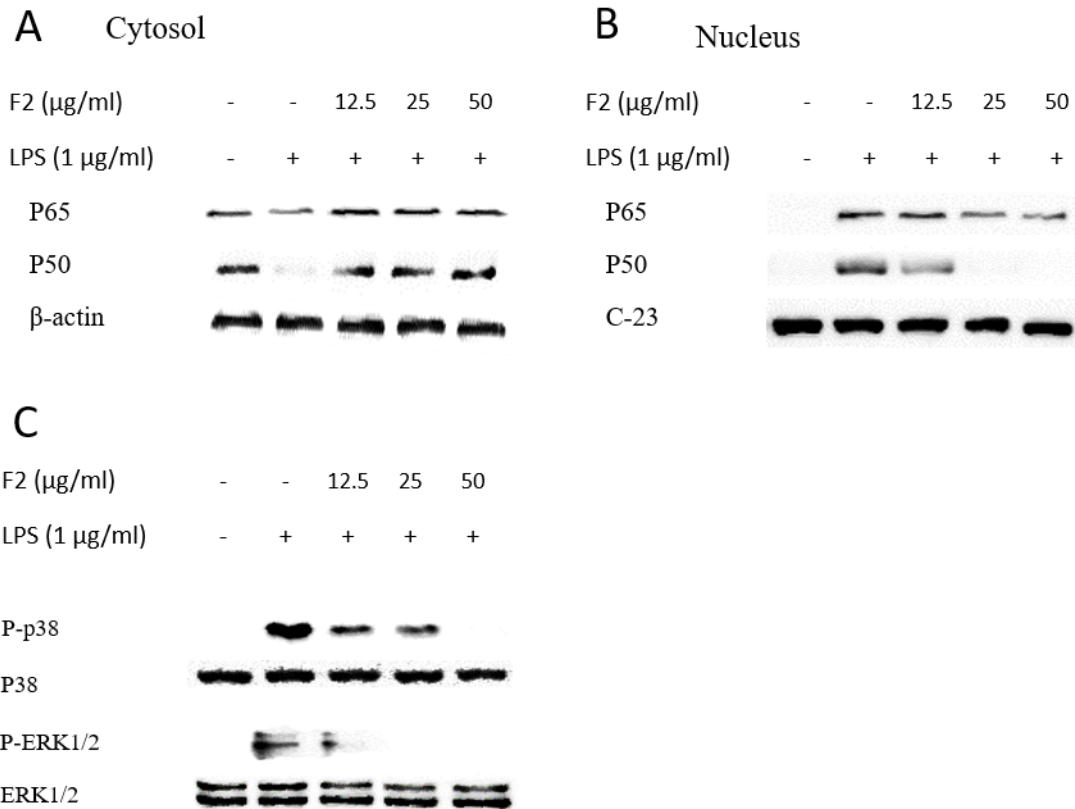 A Cytosol
F2 (µg/ml) - - 12.5 25 50
LPS (1 µg/ml) - + + + +
P65
P50
β-actin
B Nucleus
F2 (µg/ml) - - 12.5 25 50
LPS (1 µg/ml) - + + + +
P65
P50
C-23
C
F2 (µg/ml) - - 12.5 25 50
LPS (1 µg/ml) - + + + +
P-p38
P38
P-ERK1/2
ERK1/2